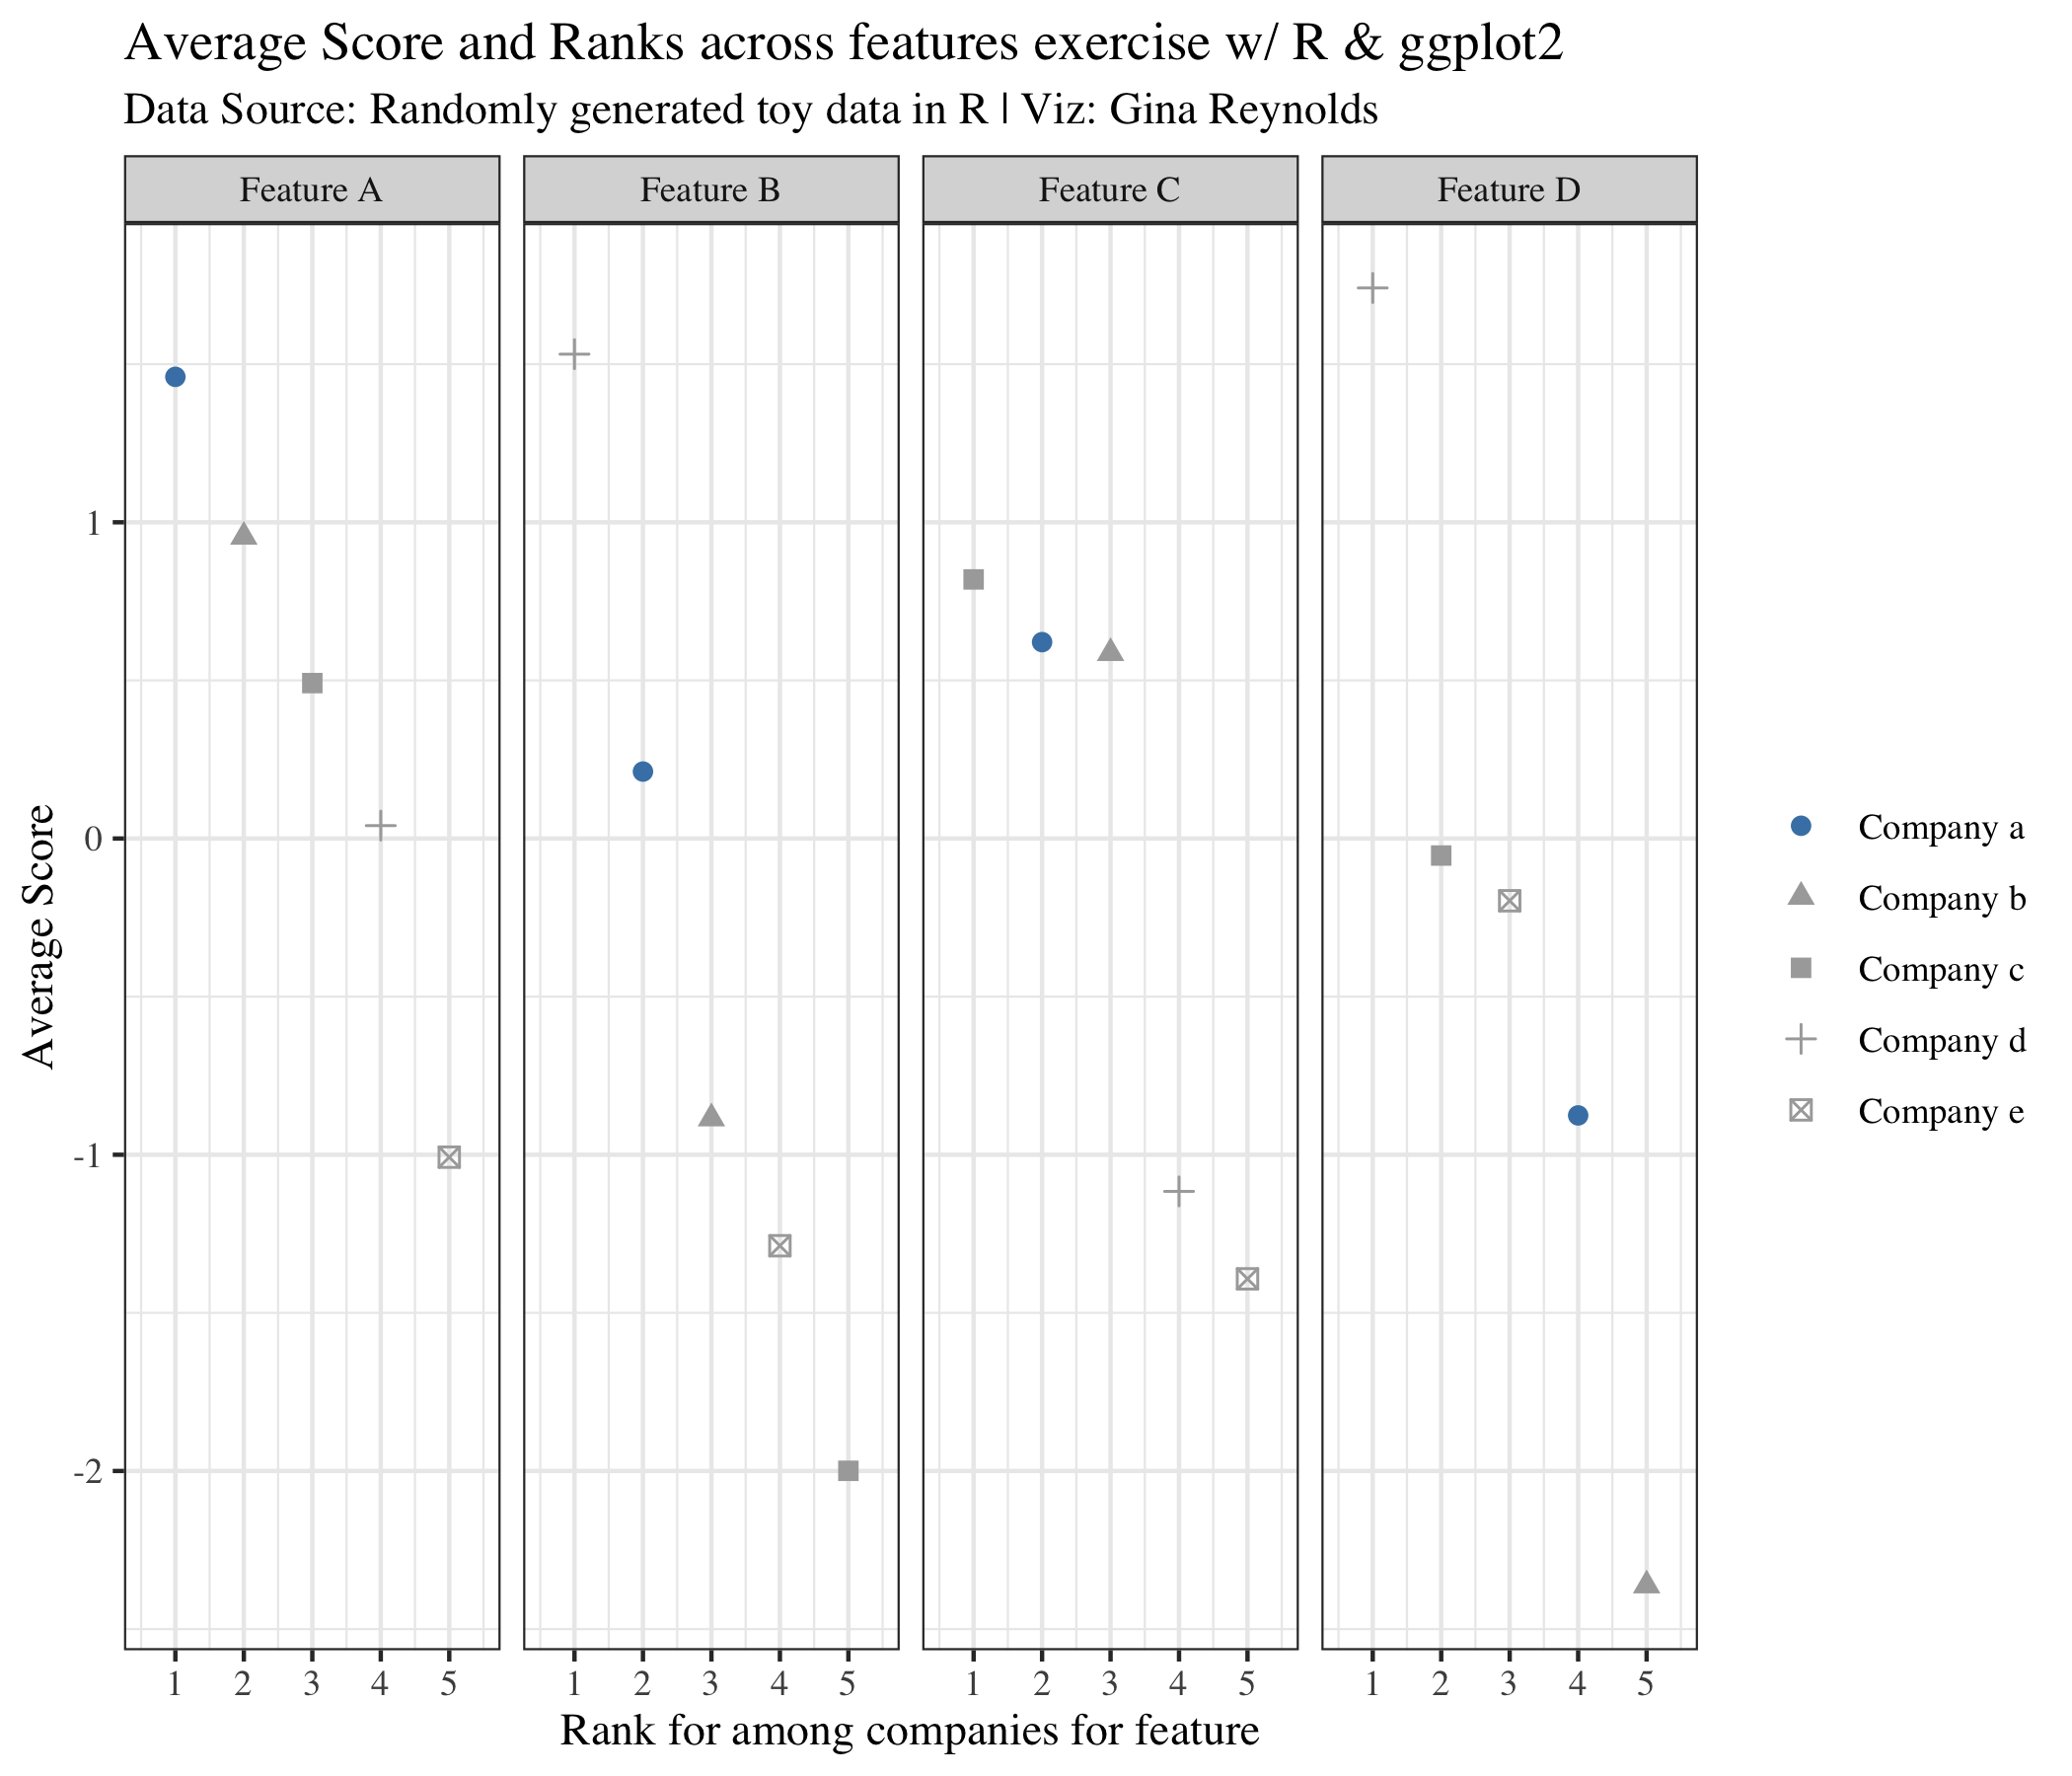 Average Score and Ranks across features exercise w/ R & ggplot2
Data Source: Randomly generated toy data in R | Viz: Gina Reynolds
Feature A
Feature B
Feature C
Feature D
Average Score
1
0
-1
-2
1 2 3 4 5
1 2 3 4 5
1 2 3 4 5
1 2 3 4 5
Rank for among companies for feature
Company a
Company b
Company c
Company d
Company e